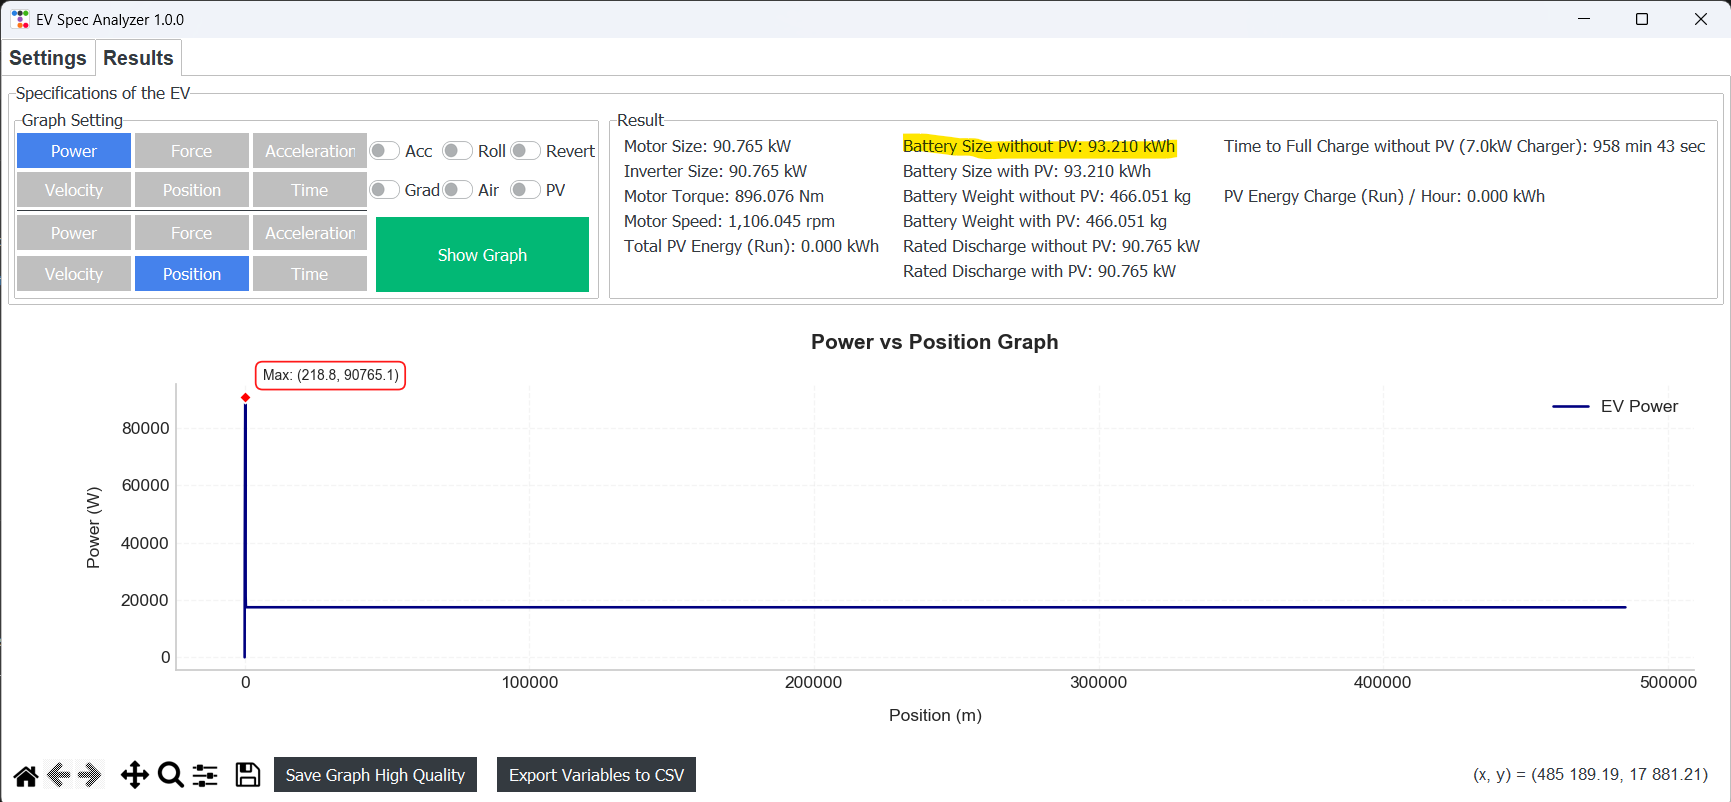 EV Spec Analyzer 1.0.0
Settings Results
Specifications of the EV
Graph Setting
Power Force Acceleration Acc Roll Revert
Velocity Position Time Grad Air PV
Power Force Acceleration
Velocity Position Time
Show Graph
Result
Motor Size: 90.765 kW
Inverter Size: 90.765 kW
Motor Torque: 896.076 Nm
Motor Speed: 1,106.045 rpm
Total PV Energy (Run): 0.000 kWh
Battery Size without PV: 93.210 kWh
Battery Size with PV: 93.210 kWh
Battery Weight without PV: 466.051 kg
Battery Weight with PV: 466.051 kg
Rated Discharge without PV: 90.765 kW
Rated Discharge with PV: 90.765 kW
Time to Full Charge without PV (7.0kW Charger): 958 min 43 sec
PV Energy Charge (Run) / Hour: 0.000 kWh
Power vs Position Graph
Max: (218.8, 90765.1)
EV Power
80000
60000
40000
20000
0
Power (W)
0 100000 200000 300000 400000 500000
Position (m)
Save Graph High Quality Export Variables to CSV
(x, y) = (485 189.19, 17 881.21)